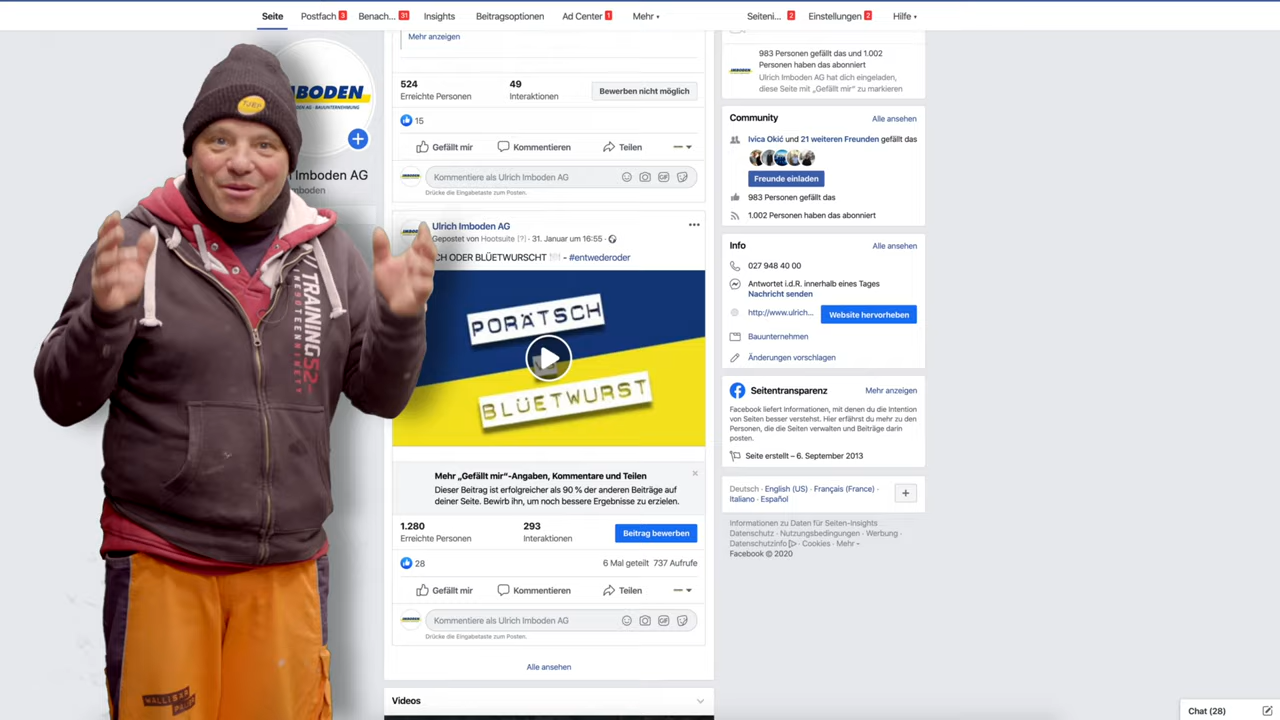 Seite
Postfach 3
Benach... 31
Insights
Beitragsoptionen
Ad Center 1
Mehr
Seiteni... 2
Einstellungen 2
Hilfe
Mehr anzeigen
524
Erreichte Personen
49
Interaktionen
Bewerben nicht möglich
15
Gefällt mir
Kommentieren
Teilen
Kommentiere als Ulrich Imboden AG
GIF
Drücke die Eingabetaste zum Posten.
Ulrich Imboden AG
Gepostet von Hootsuite (?) · 31. Januar um 16:55 ·
CH ODER BLÜETWURSCHT - #entwederoder
PORÄTSCH
BLÜETWURST
Mehr „Gefällt mir“-Angaben, Kommentare und Teilen
Dieser Beitrag ist erfolgreicher als 90 % der anderen Beiträge auf
deiner Seite. Bewirb ihn, um noch bessere Ergebnisse zu erzielen.
1.280
Erreichte Personen
293
Interaktionen
Beitrag bewerben
28
6 Mal geteilt 737 Aufrufe
Gefällt mir
Kommentieren
Teilen
Kommentiere als Ulrich Imboden AG
GIF
Drücke die Eingabetaste zum Posten.
Alle ansehen
Videos
983 Personen gefällt das und 1.002
Personen haben das abonniert
Ulrich Imboden AG hat dich eingeladen,
diese Seite mit „Gefällt mir“ zu markieren
IMBODEN
Community
Alle ansehen
Ivica Okić und 21 weiteren Freunden gefällt das
Freunde einladen
983 Personen gefällt das
1.002 Personen haben das abonniert
Info
Alle ansehen
027 948 40 00
Antwortet i.d.R. innerhalb eines Tages
Nachricht senden
http://www.ulrich...
Website hervorheben
Bauunternehmen
Änderungen vorschlagen
Seitentransparenz
Mehr anzeigen
Facebook liefert Informationen, mit denen du die Intention
von Seiten besser verstehst. Hier erfährst du mehr zu den
Personen, die die Seiten verwalten und Beiträge darin
posten.
Seite erstellt – 6. September 2013
Deutsch · English (US) · Français (France) ·
Italiano · Español
Informationen zu Daten für Seiten-Insights
Datenschutz · Nutzungsbedingungen · Werbung ·
Datenschutzinfo · Cookies · Mehr
Facebook © 2020
Chat (28)
MBODEN
EN AG · BAUUNTERNEHMUNG
Imboden AG
mboden
TRAINING